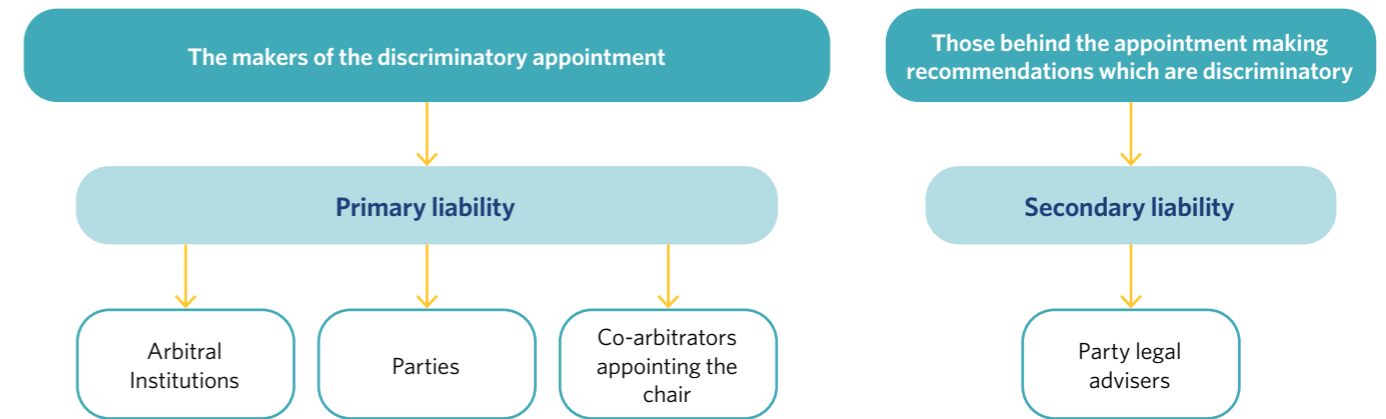 The makers of the discriminatory appointment
Those behind the appointment making
recommendations which are discriminatory
Primary liability
Secondary liability
Arbitral
Institutions
Parties
Co-arbitrators
appointing the
chair
Party legal
advisers